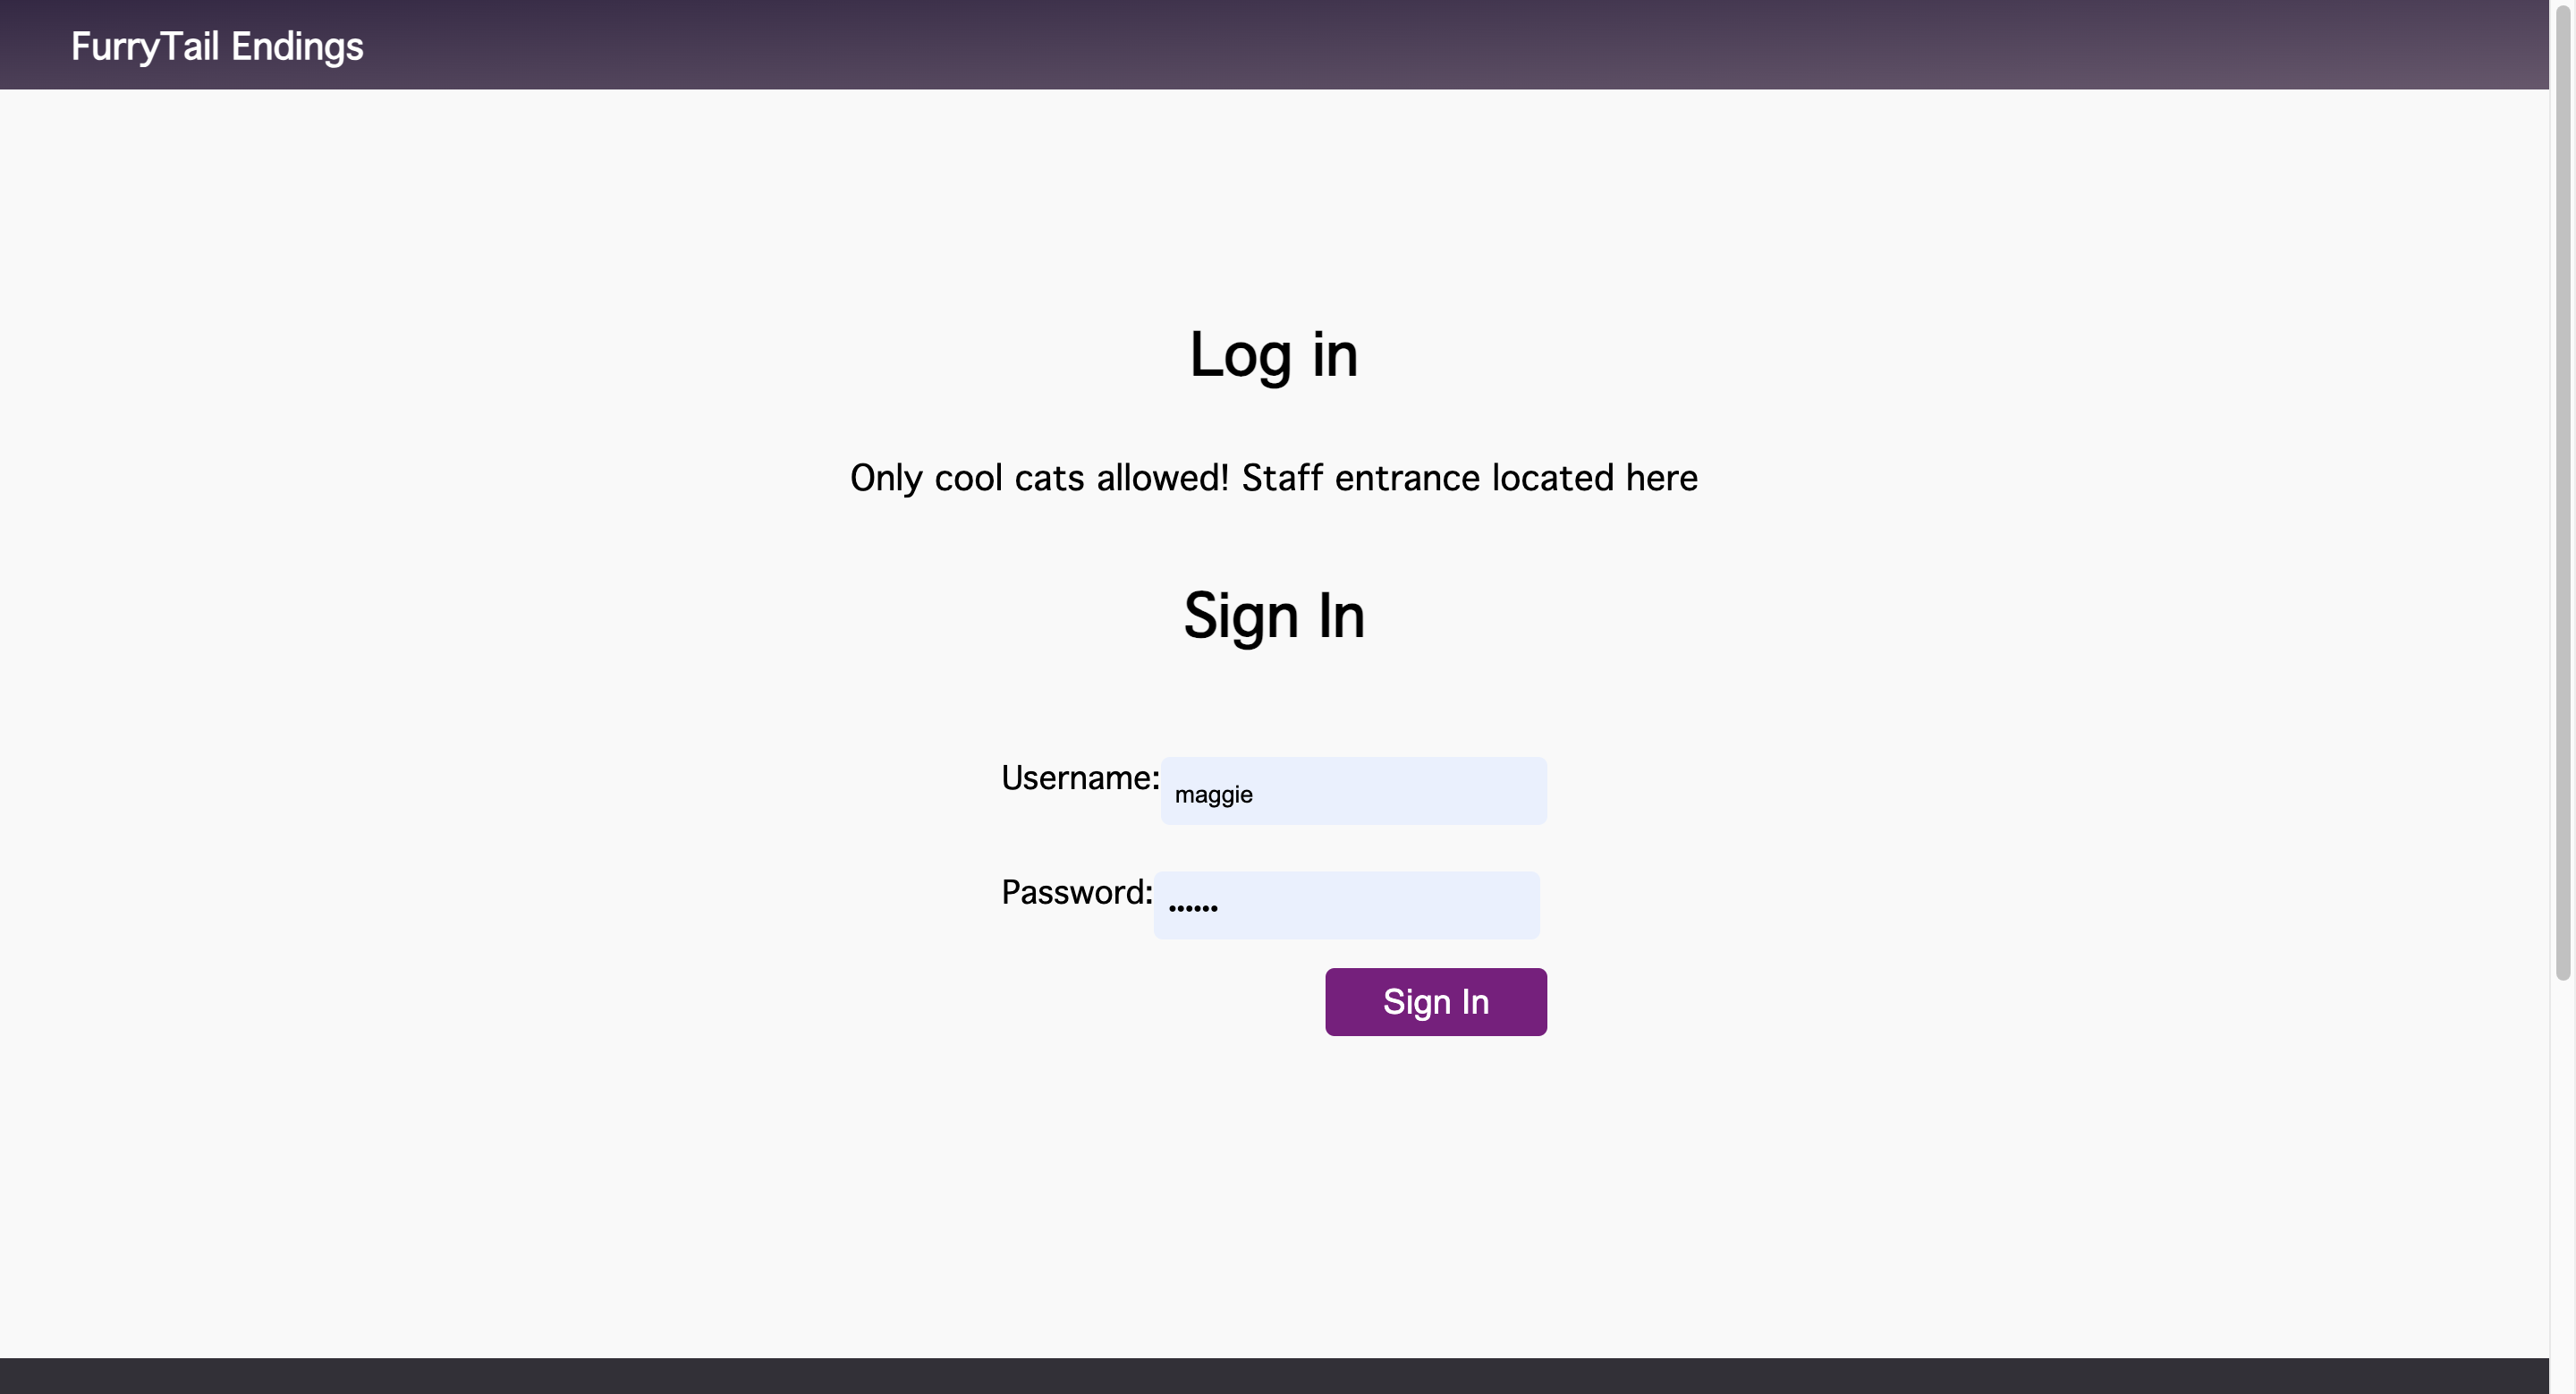 FurryTail Endings
Log in
Only cool cats allowed! Staff entrance located here
Sign In
Username: maggie
Password: ••••••
Sign In